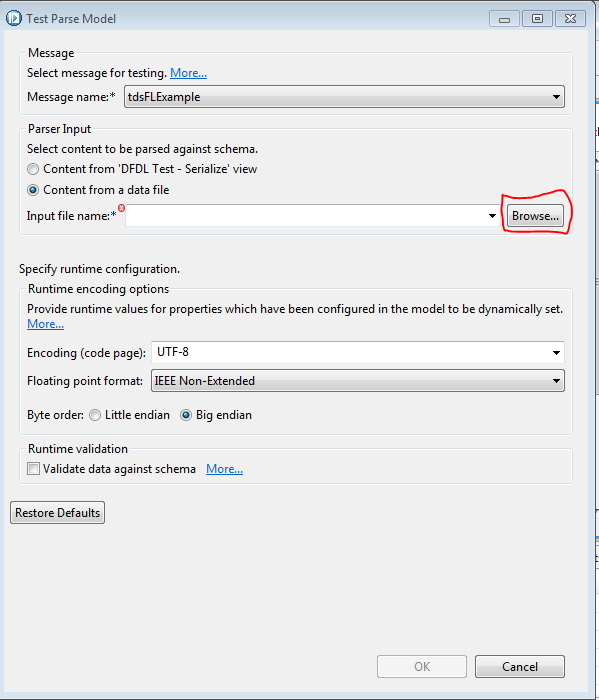 Test Parse Model
Message
Select message for testing. More...
Message name:* tdsFLExample
Parser Input
Select content to be parsed against schema.
Content from 'DFDL Test - Serialize' view
Content from a data file
Input file name:* Browse...
Specify runtime configuration.
Runtime encoding options
Provide runtime values for properties which have been configured in the model to be dynamically set.
More...
Encoding (code page): UTF-8
Floating point format: IEEE Non-Extended
Byte order: Little endian Big endian
Runtime validation
Validate data against schema More...
Restore Defaults
OK Cancel